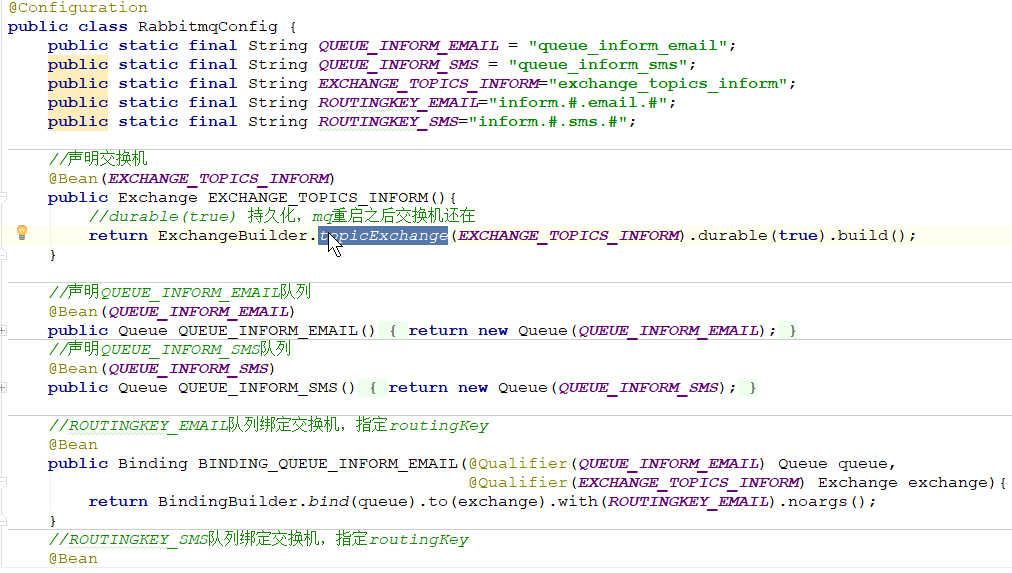 @Configuration
public class RabbitmqConfig {
public static final String QUEUE_INFORM_EMAIL = "queue_inform_email";
public static final String QUEUE_INFORM_SMS = "queue_inform_sms";
public static final String EXCHANGE_TOPICS_INFORM="exchange_topics_inform";
public static final String ROUTINGKEY_EMAIL="inform.#.email.#";
public static final String ROUTINGKEY_SMS="inform.#.sms.#";
//声明交换机
@Bean(EXCHANGE_TOPICS_INFORM)
public Exchange EXCHANGE_TOPICS_INFORM(){
//durable(true) 持久化，mq重启之后交换机还在
return ExchangeBuilder.topicExchange(EXCHANGE_TOPICS_INFORM).durable(true).build();
}
//声明QUEUE_INFORM_EMAIL队列
@Bean(QUEUE_INFORM_EMAIL)
public Queue QUEUE_INFORM_EMAIL() { return new Queue(QUEUE_INFORM_EMAIL); }
//声明QUEUE_INFORM_SMS队列
@Bean(QUEUE_INFORM_SMS)
public Queue QUEUE_INFORM_SMS() { return new Queue(QUEUE_INFORM_SMS); }
//ROUTINGKEY_EMAIL队列绑定交换机，指定routingKey
@Bean
public Binding BINDING_QUEUE_INFORM_EMAIL(@Qualifier(QUEUE_INFORM_EMAIL) Queue queue,
@Qualifier(EXCHANGE_TOPICS_INFORM) Exchange exchange){
return BindingBuilder.bind(queue).to(exchange).with(ROUTINGKEY_EMAIL).noargs();
}
//ROUTINGKEY_SMS队列绑定交换机，指定routingKey
@Bean